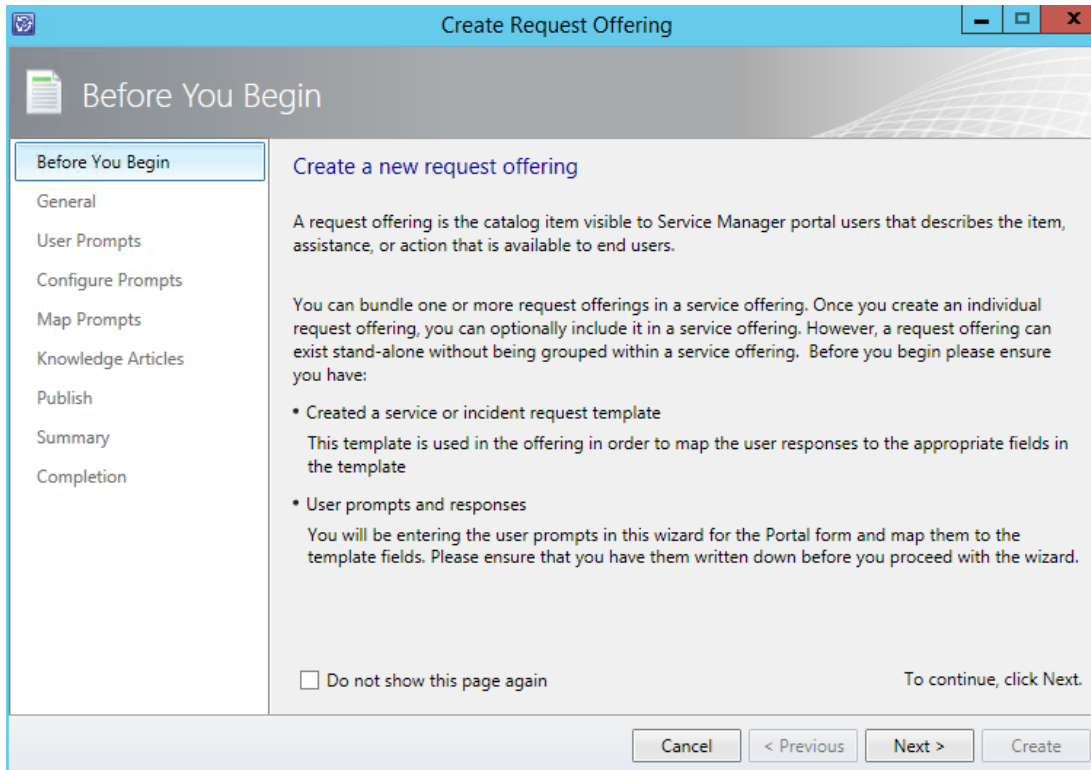 Create Request Offering
Before You Begin
Before You Begin
General
User Prompts
Configure Prompts
Map Prompts
Knowledge Articles
Publish
Summary
Completion
Create a new request offering
A request offering is the catalog item visible to Service Manager portal users that describes the item,
assistance, or action that is available to end users.
You can bundle one or more request offerings in a service offering. Once you create an individual
request offering, you can optionally include it in a service offering. However, a request offering can
exist stand-alone without being grouped within a service offering.  Before you begin please ensure
you have:
• Created a service or incident request template
This template is used in the offering in order to map the user responses to the appropriate fields in
the template
• User prompts and responses
You will be entering the user prompts in this wizard for the Portal form and map them to the
template fields. Please ensure that you have them written down before you proceed with the wizard.
Do not show this page again
To continue, click Next.
Cancel
< Previous
Next >
Create